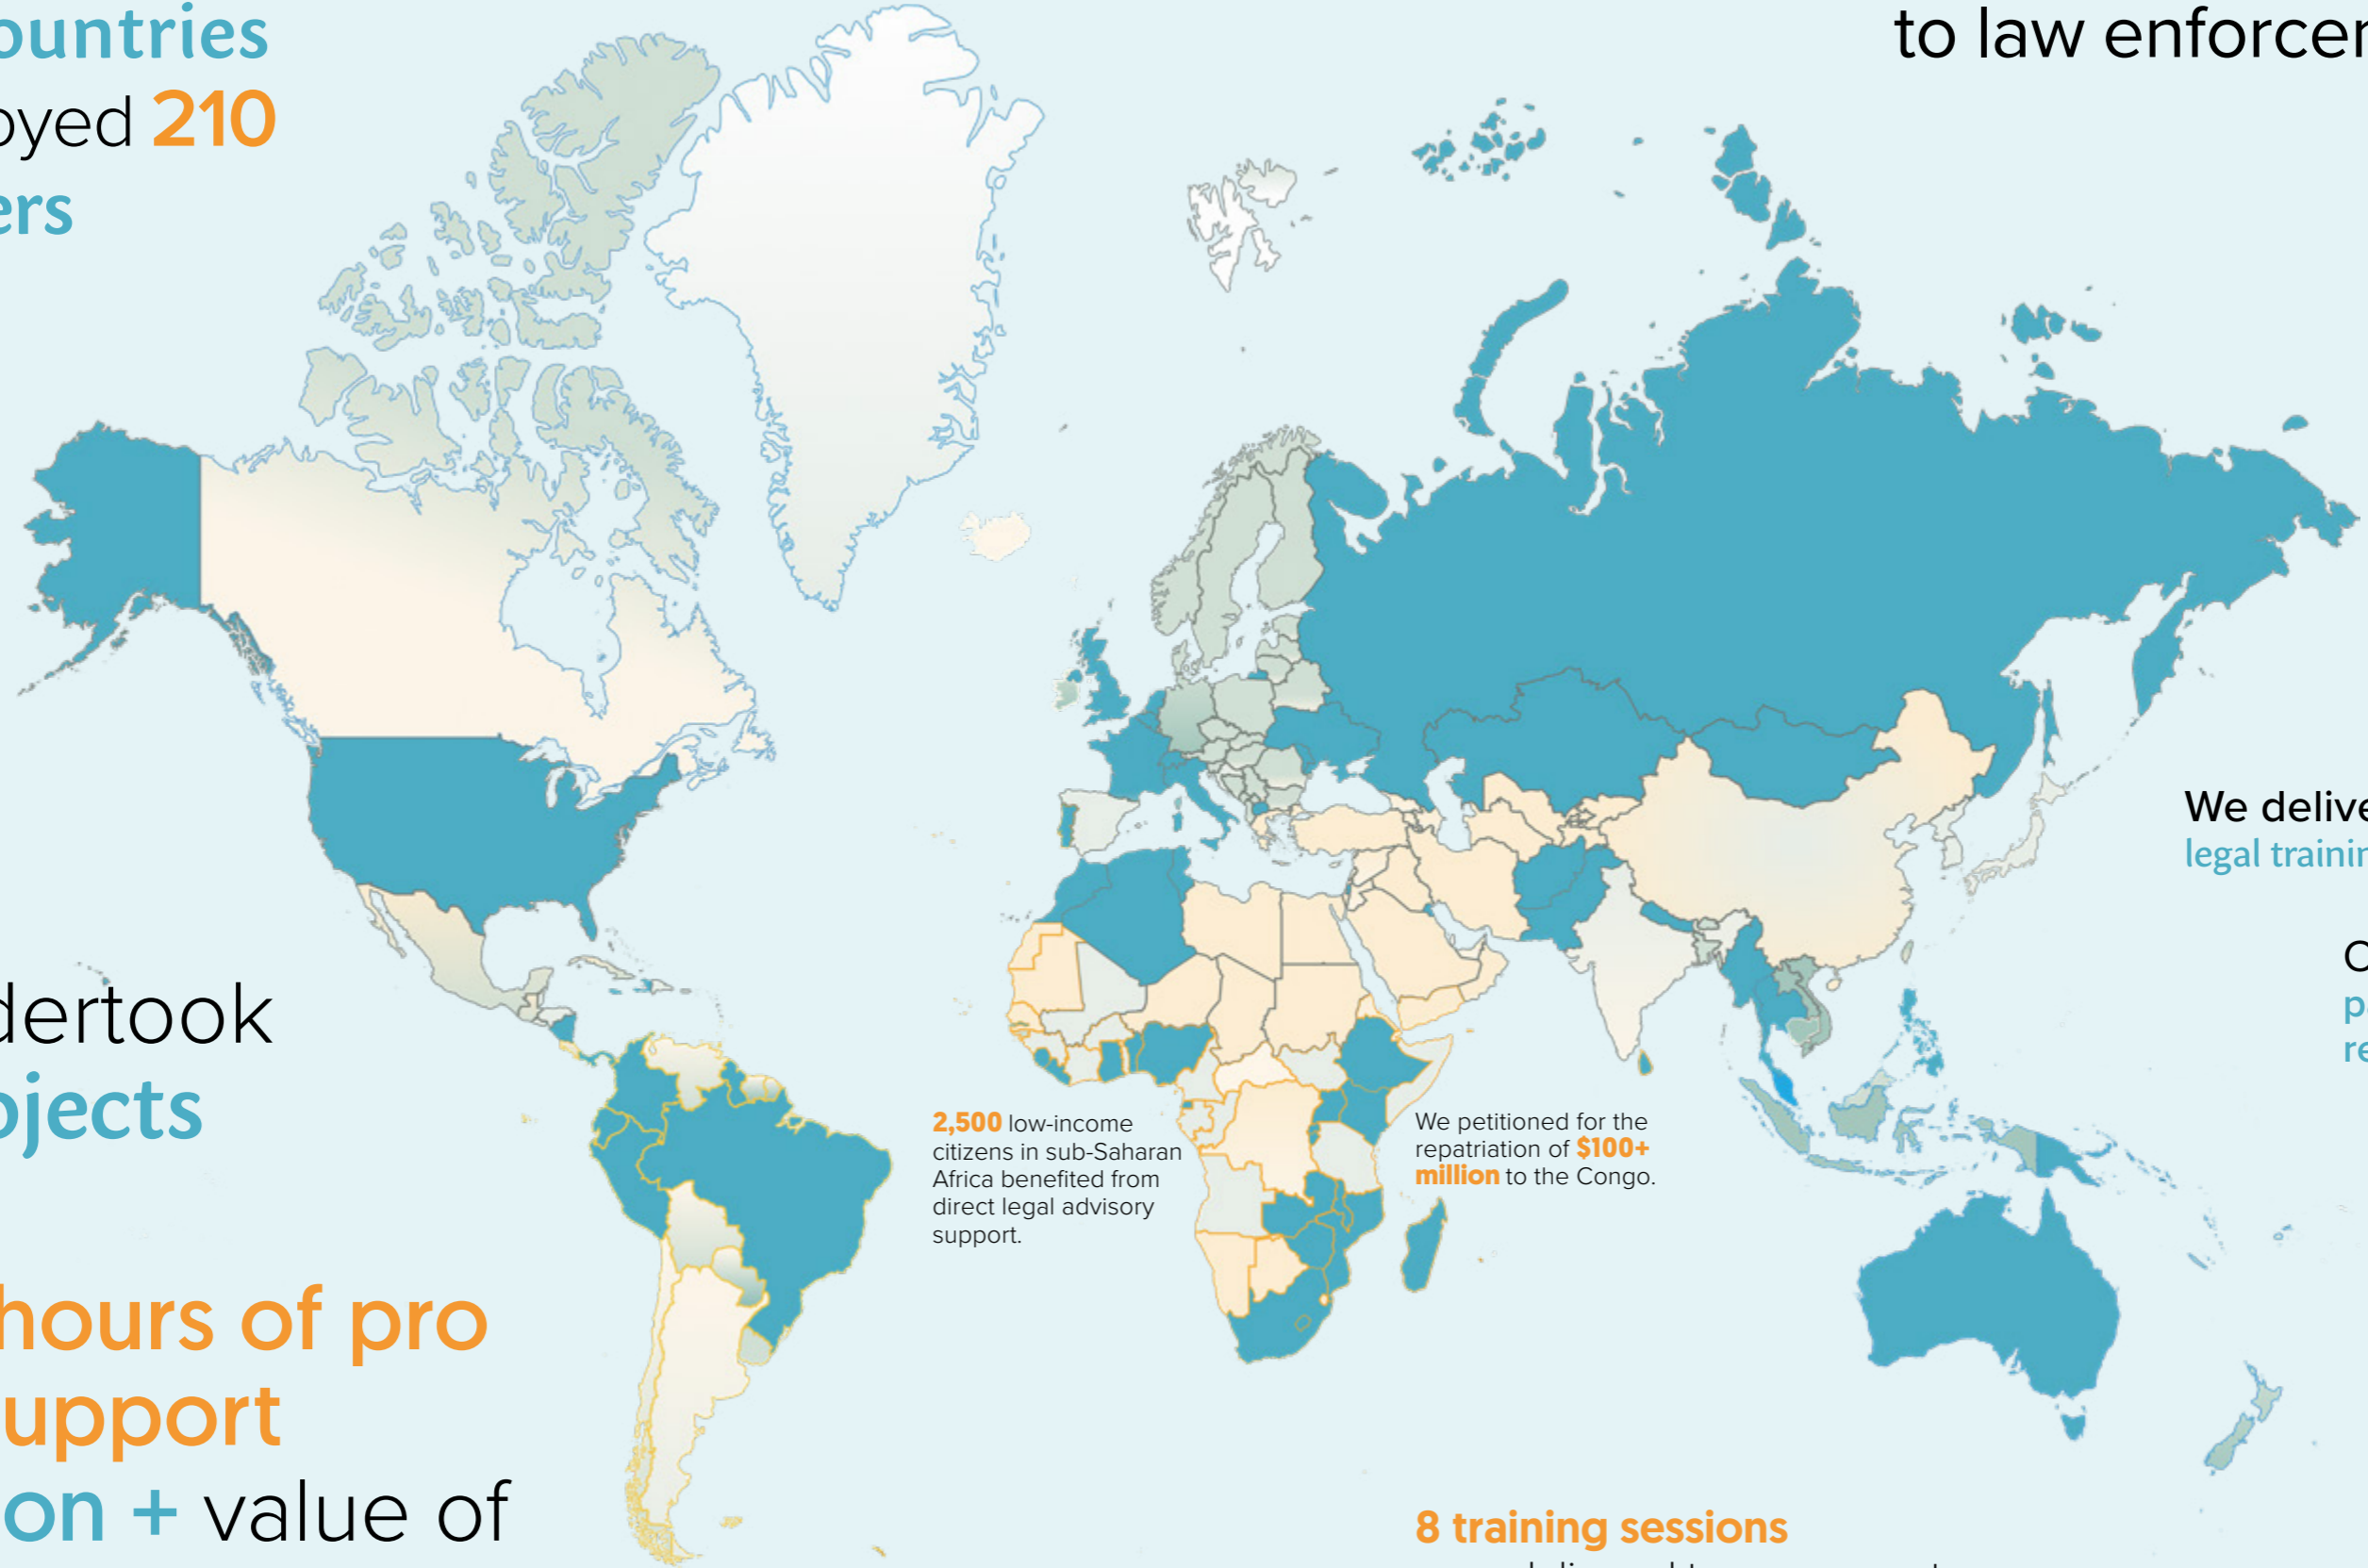 ountries
oyed 210
ers
to law enforcer
We delive
legal trainin
O
p
re
dertook
ojects
2,500 low-income
citizens in sub-Saharan
Africa benefited from
direct legal advisory
support.
We petitioned for the
repatriation of $100+
million to the Congo.
hours of pro
upport
on + value of
8 training sessions